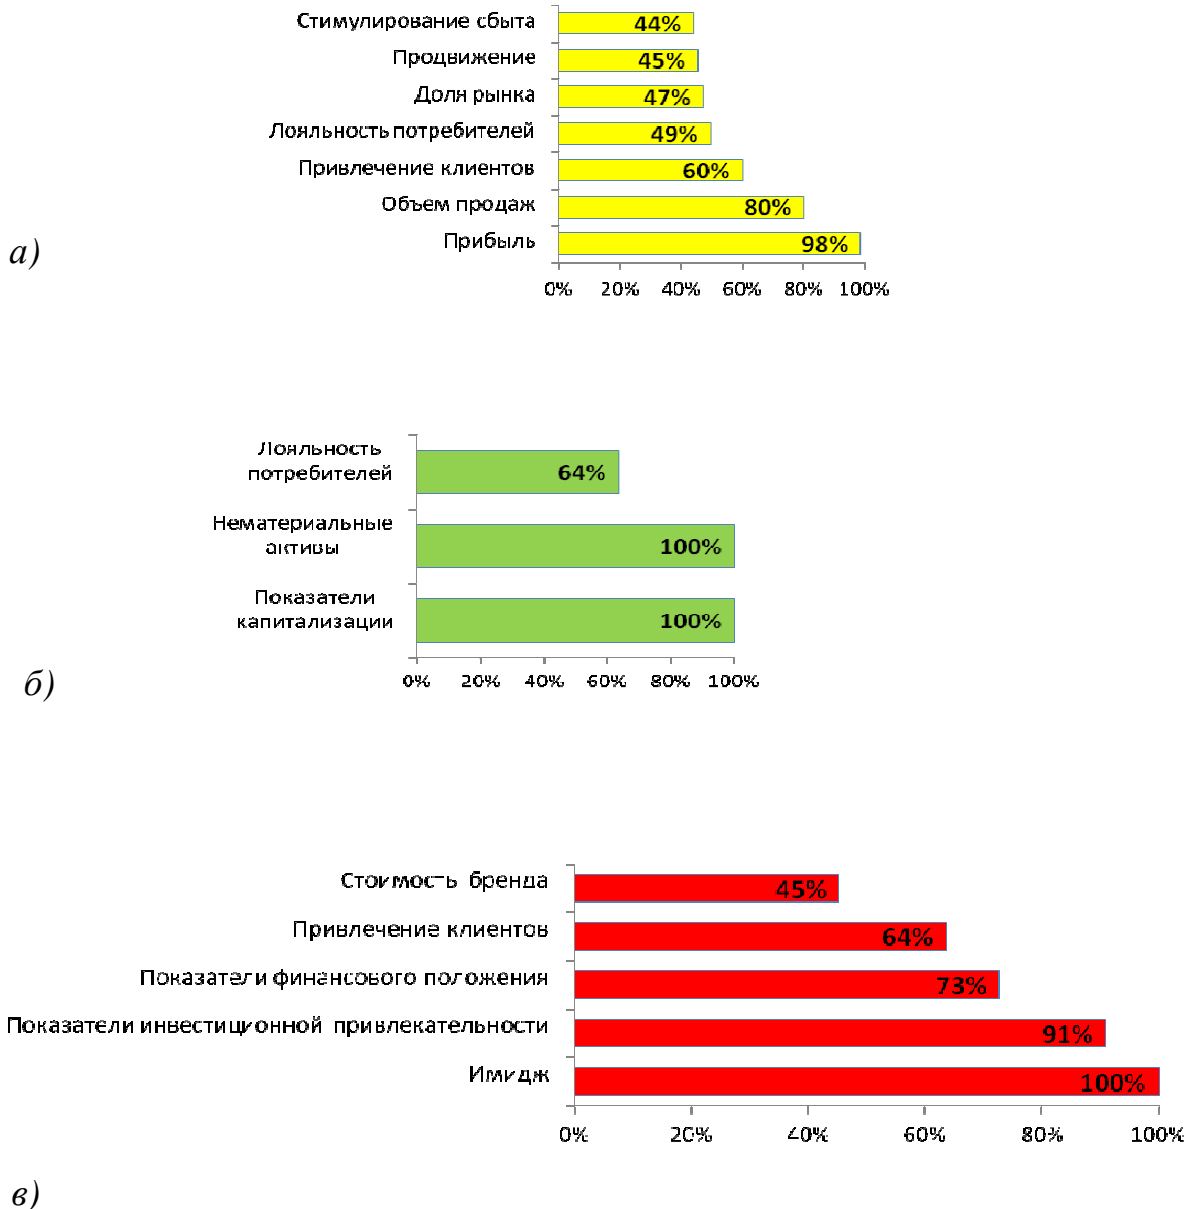 Стимулирование сбыта
44%
Продвижение
45%
Доля рынка
47%
Лояльность потребителей
49%
Привлечение клиентов
60%
Объем продаж
80%
Прибыль
98%
а)
0% 20% 40% 60% 80% 100%
Лояльность
потребителей
64%
Нематериальные
активы
100%
Показатели
капитализации
100%
б)
0% 20% 40% 60% 80% 100%
Стоимость бренда
45%
Привлечение клиентов
64%
Показатели финансового положения
73%
Показатели инвестиционной привлекательности
91%
Имидж
100%
0% 20% 40% 60% 80% 100%
в)